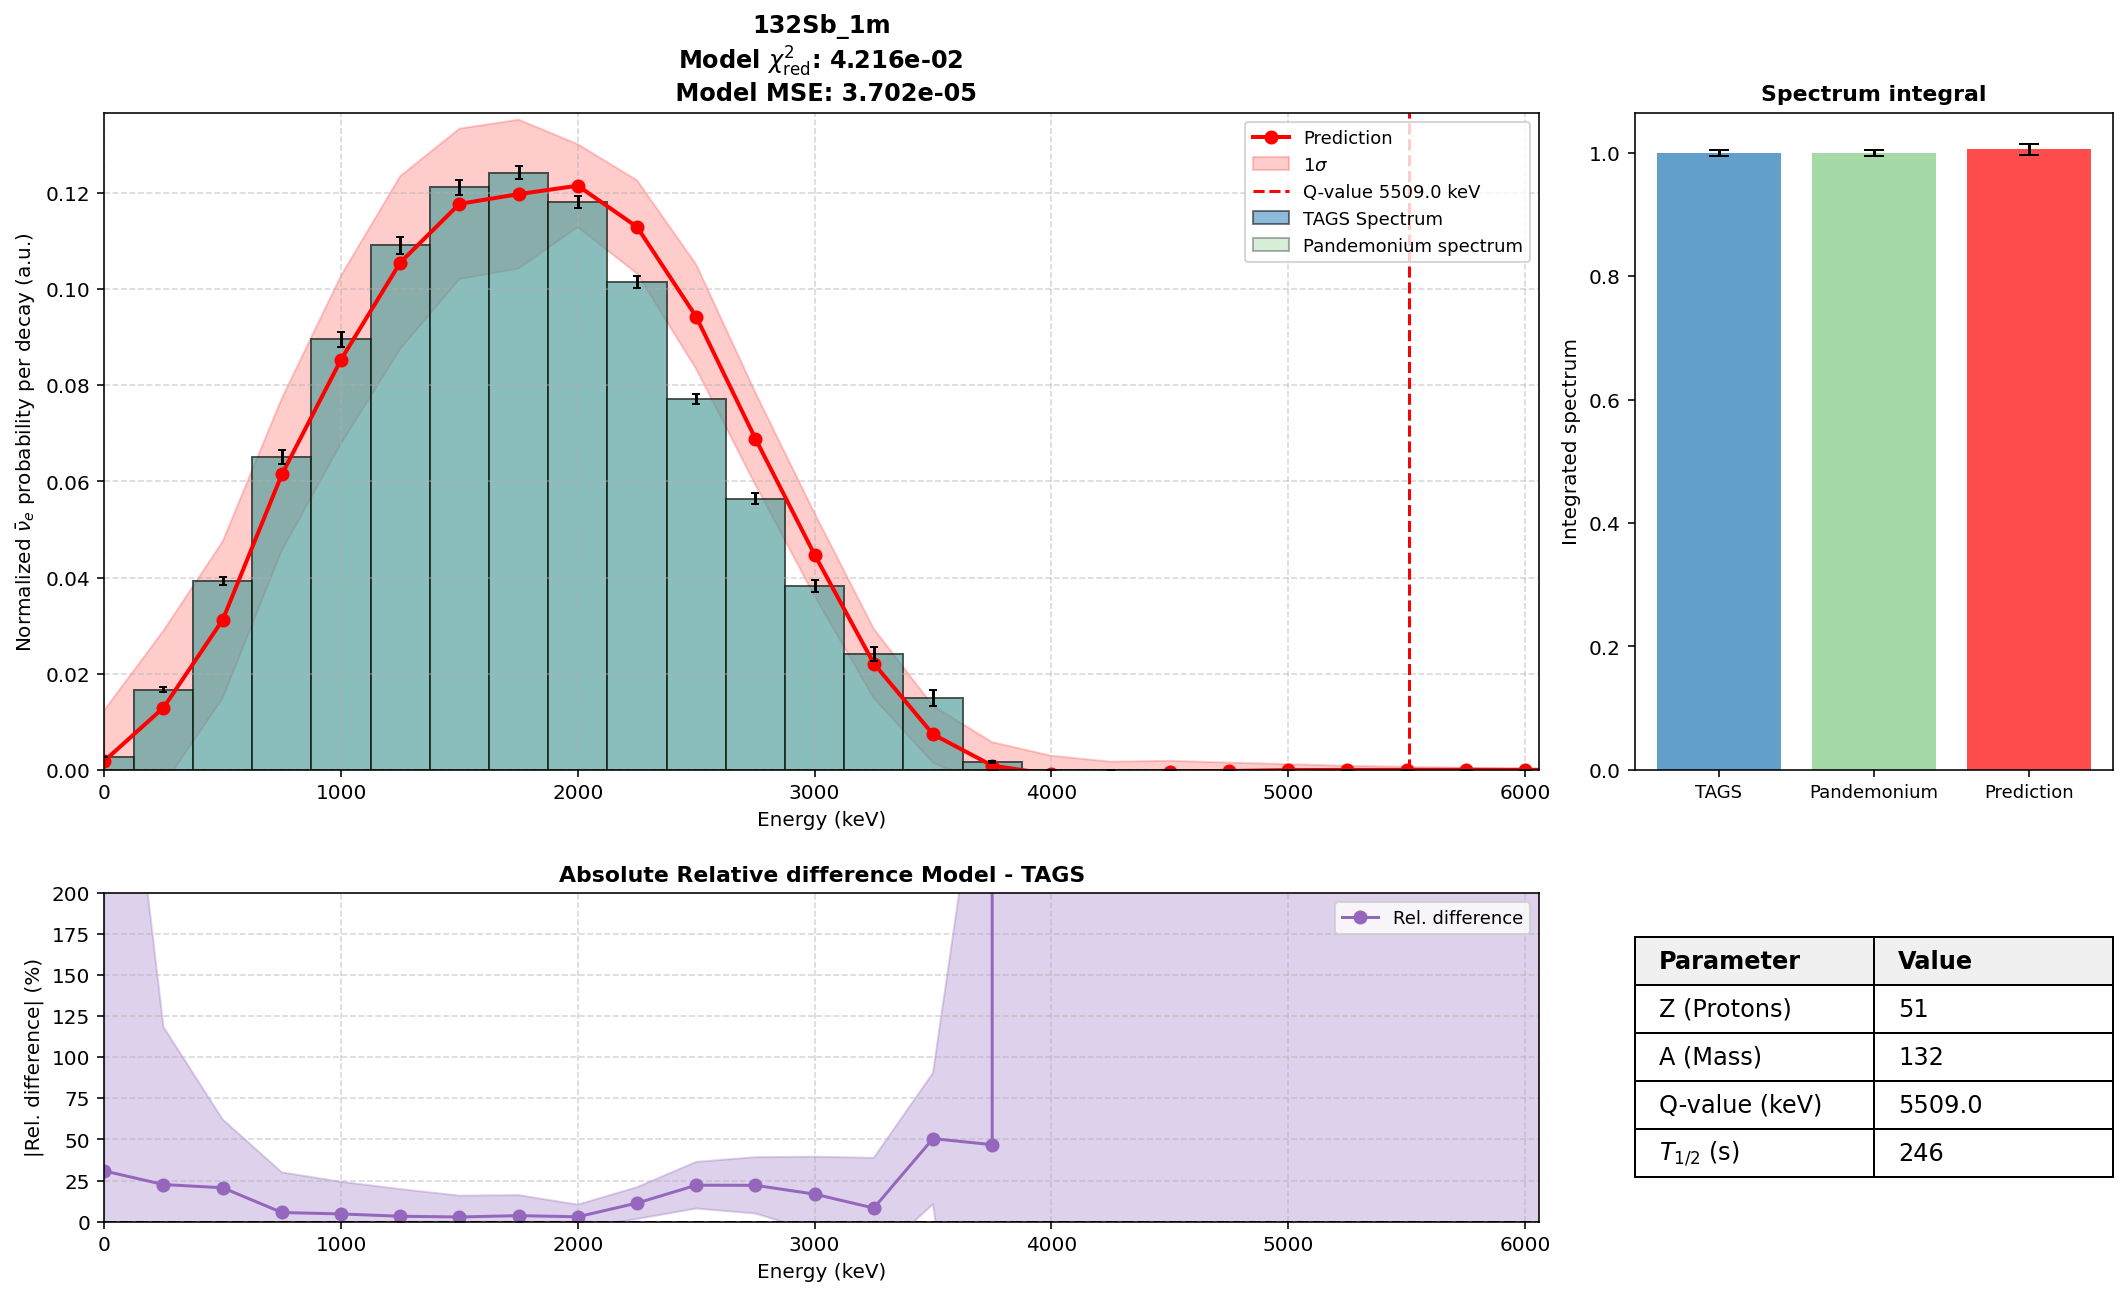 132Sb_1m
Model χ²red: 4.216e-02
Model MSE: 3.702e-05
Normalized ν̄e probability per decay (a.u.)
0.12
0.10
0.08
0.06
0.04
0.02
0.00
0 1000 2000 3000 4000 5000 6000
Energy (keV)
Prediction
1σ
Q-value 5509.0 keV
TAGS Spectrum
Pandemonium spectrum
Spectrum integral
Integrated spectrum
1.0
0.8
0.6
0.4
0.2
0.0
TAGS Pandemonium Prediction
Absolute Relative difference Model - TAGS
|Rel. difference| (%)
200
175
150
125
100
75
50
25
0
0 1000 2000 3000 4000 5000 6000
Energy (keV)
Rel. difference
Parameter Value
Z (Protons) 51
A (Mass) 132
Q-value (keV) 5509.0
T1/2 (s) 246